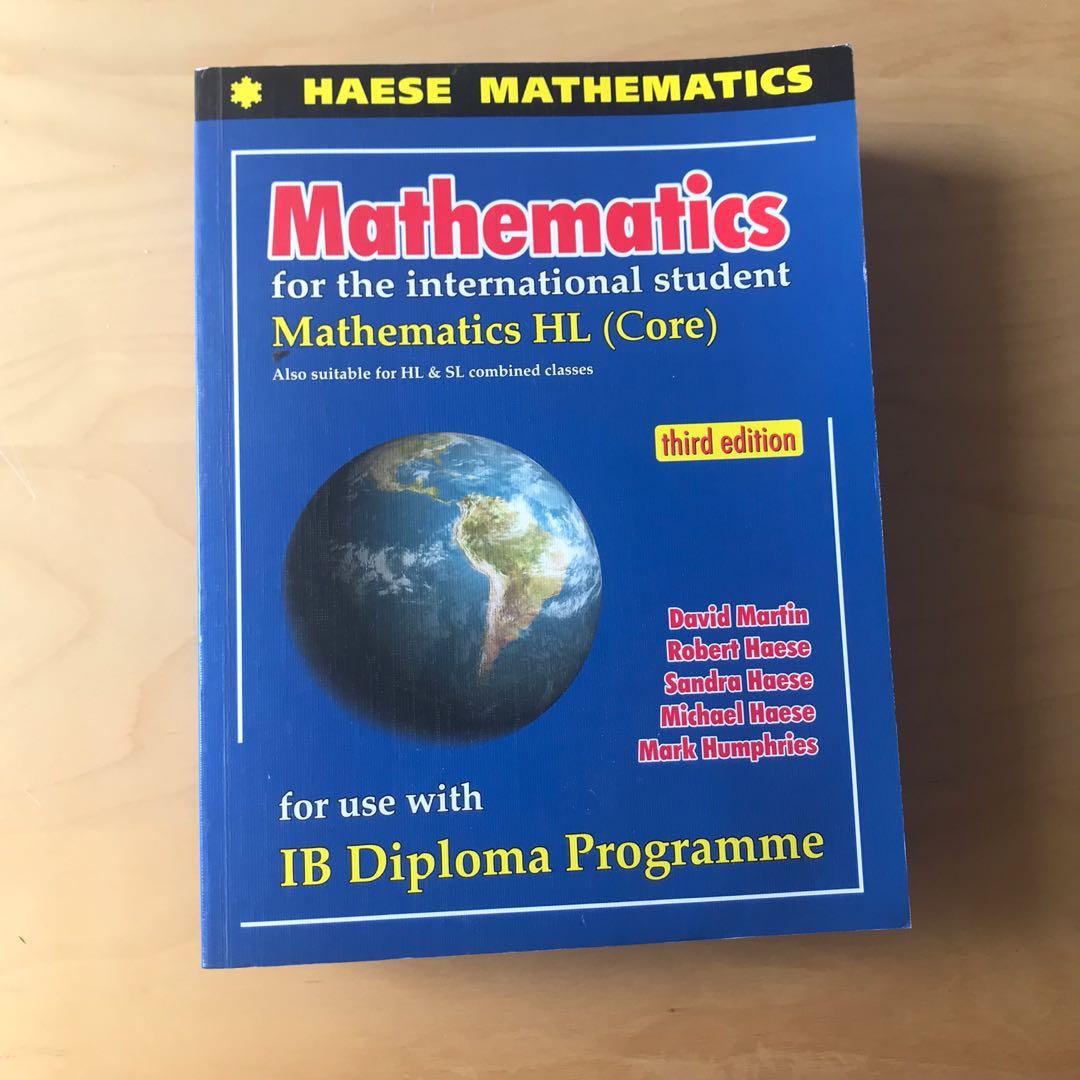 HAESE MATHEMATICS
Mathematics
for the international student
Mathematics HL (Core)
Also suitable for HL & SL combined classes
third edition
David Martin
Robert Haese
Sandra Haese
Michael Haese
Mark Humphries
for use with
IB Diploma Programme